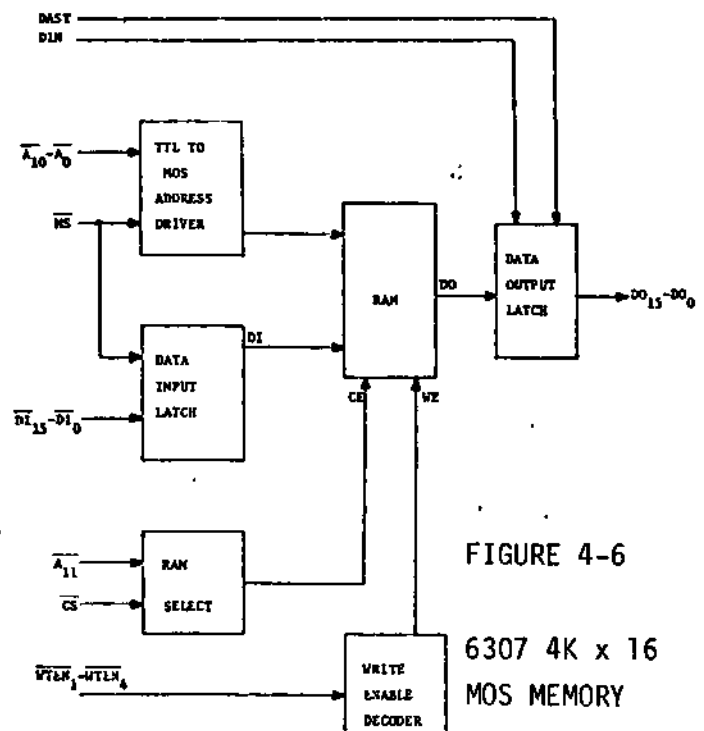 DAST
DIN
A10-A0
MS
TTL TO
MOS
ADDRESS
DRIVER
DATA
INPUT
LATCH
DI
DI15-DI0
RAM
DO
CE
WE
DATA
OUTPUT
LATCH
DO15-DO0
A11
CS
RAM
SELECT
WTEN1-WTEN4
WRITE
ENABLE
DECODER
FIGURE 4-6
6307 4K x 16
MOS MEMORY